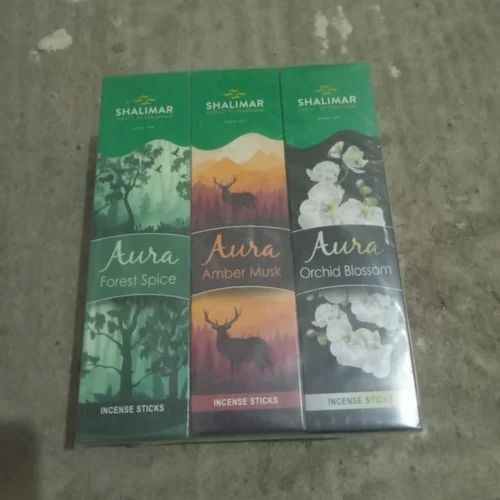 SHALIMAR
Aura
Forest Spice
INCENSE STICKS
SHALIMAR
Aura
Amber Musk
INCENSE STICKS
SHALIMAR
Aura
Orchid Blossom
INCENSE STICKS